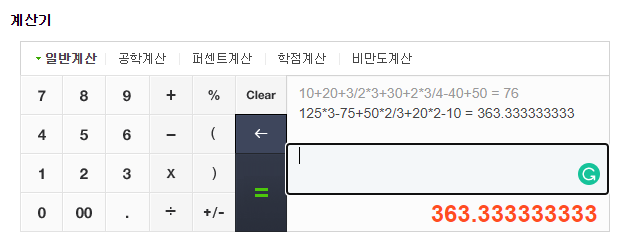 계산기
일반계산 공학계산 퍼센트계산 학점계산 비만도계산
7 8 9 + % Clear
10+20+3/2*3+30+2*3/4-40+50 = 76
125*3-75+50*2/3+20*2-10 = 363.333333333
4 5 6 − ( ←
1 2 3 x ) =
0 00 . ÷ +/-
363.333333333